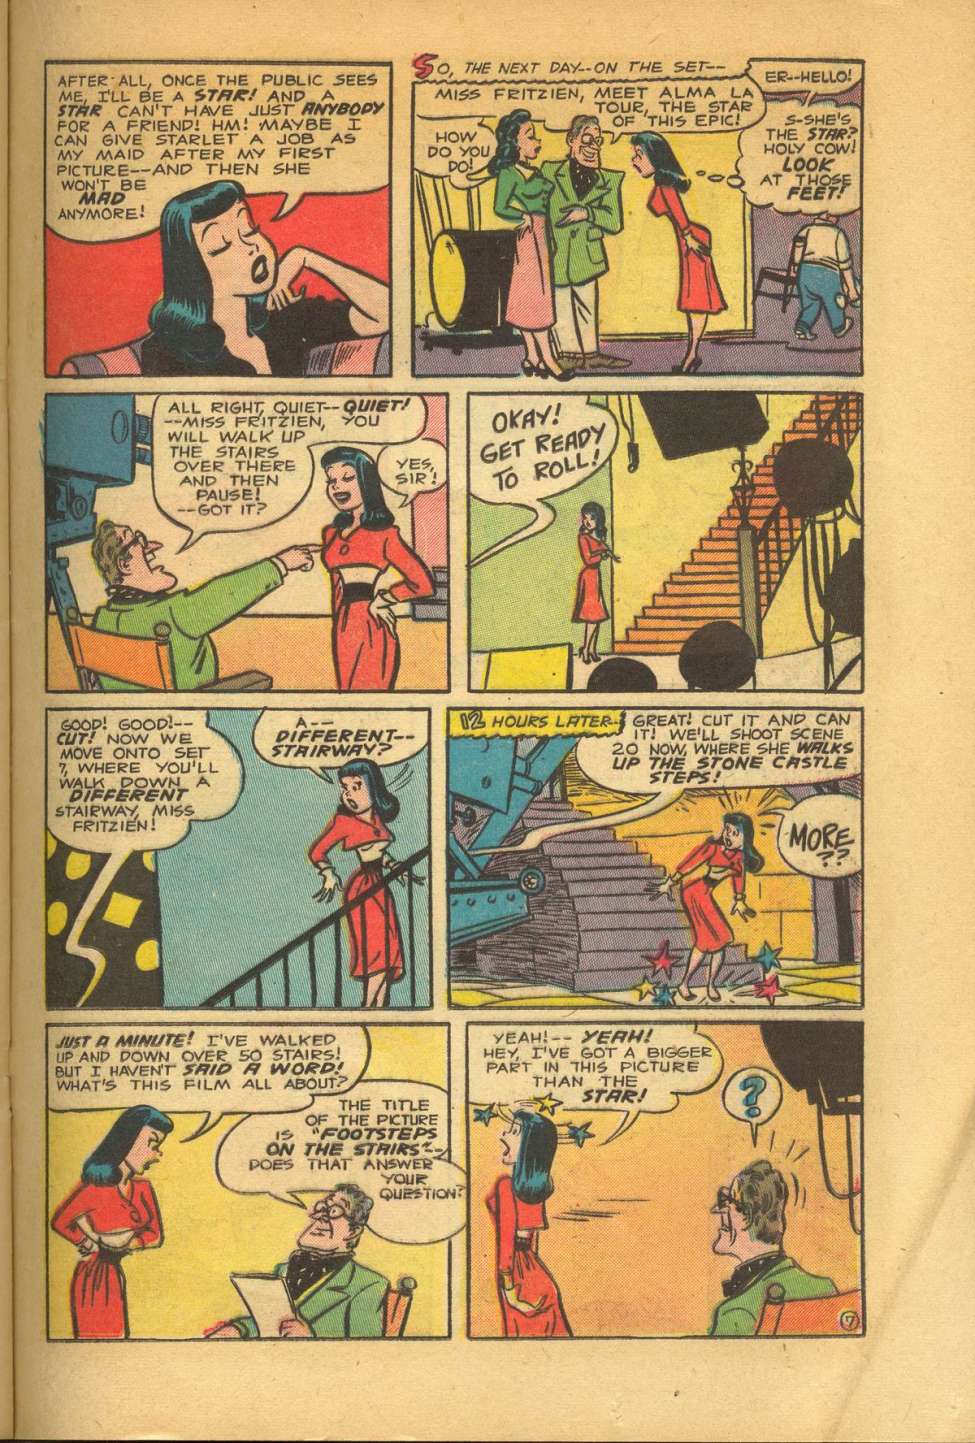 AFTER ALL, ONCE THE PUBLIC SEES
ME, I'LL BE A STAR! AND A
STAR CAN'T HAVE JUST ANYBODY
FOR A FRIEND! HM! MAYBE I
CAN GIVE STARLET A JOB AS
MY MAID AFTER MY FIRST
PICTURE--AND THEN SHE
WON'T BE
MAD
ANYMORE!
SO, THE NEXT DAY--ON THE SET--
MISS FRITZIEN, MEET ALMA LA
TOUR, THE STAR
OF THIS EPIC!
HOW
DO YOU
DO!
ER--HELLO!
S-SHE'S
THE STAR?
HOLY COW!
LOOK
AT THOSE
FEET!
ALL RIGHT, QUIET--QUIET!
--MISS FRITZIEN, YOU
WILL WALK UP
THE STAIRS
OVER THERE
AND THEN
PAUSE!
--GOT IT?
YES,
SIR!
OKAY!
GET READY
TO ROLL!
GOOD! GOOD!--
CUT! NOW WE
MOVE ONTO SET
7, WHERE YOU'LL
WALK DOWN A
DIFFERENT
STAIRWAY, MISS
FRITZIEN!
A--
DIFFERENT--
STAIRWAY?
12 HOURS LATER--
GREAT! CUT IT AND CAN
IT! WE'LL SHOOT SCENE
20 NOW, WHERE SHE WALKS
UP THE STONE CASTLE
STEPS!
MORE
??
JUST A MINUTE! I'VE WALKED
UP AND DOWN OVER 50 STAIRS!
BUT I HAVEN'T SAID A WORD!
WHAT'S THIS FILM ALL ABOUT?
THE TITLE
OF THE PICTURE
IS "FOOTSTEPS
ON THE STAIRS"--
DOES THAT ANSWER
YOUR
QUESTION?
YEAH!-- YEAH!
HEY, I'VE GOT A BIGGER
PART IN THIS PICTURE
THAN THE
STAR!
?
7